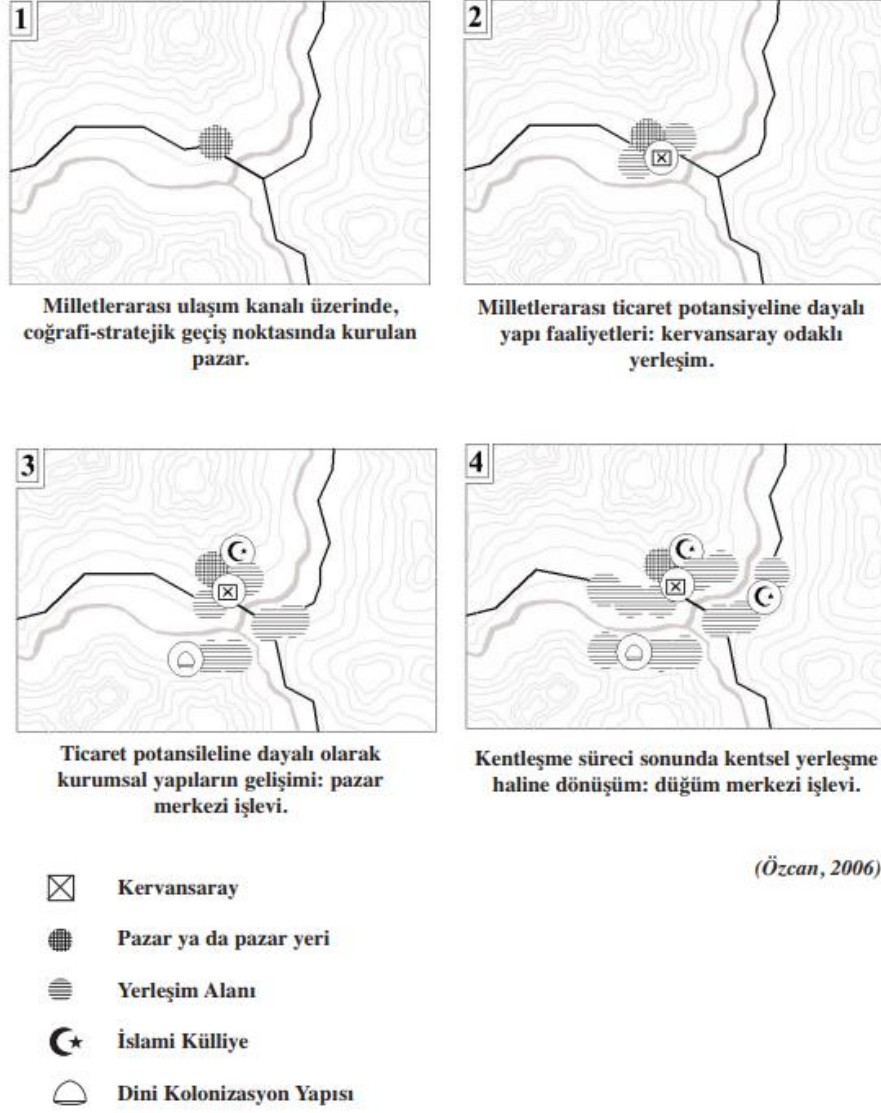 1
Milletlerarası ulaşım kanalı üzerinde,
coğrafi-stratejik geçiş noktasında kurulan
pazar.
2
Milletlerarası ticaret potansiyeline dayalı
yapı faaliyetleri: kervansaray odaklı
yerleşim.
3
Ticaret potansileline dayalı olarak
kurumsal yapıların gelişimi: pazar
merkezi işlevi.
4
Kentleşme süreci sonunda kentsel yerleşme
haline dönüşüm: düğüm merkezi işlevi.
(Özcan, 2006)
Kervansaray
Pazar ya da pazar yeri
Yerleşim Alanı
İslami Külliye
Dini Kolonizasyon Yapısı